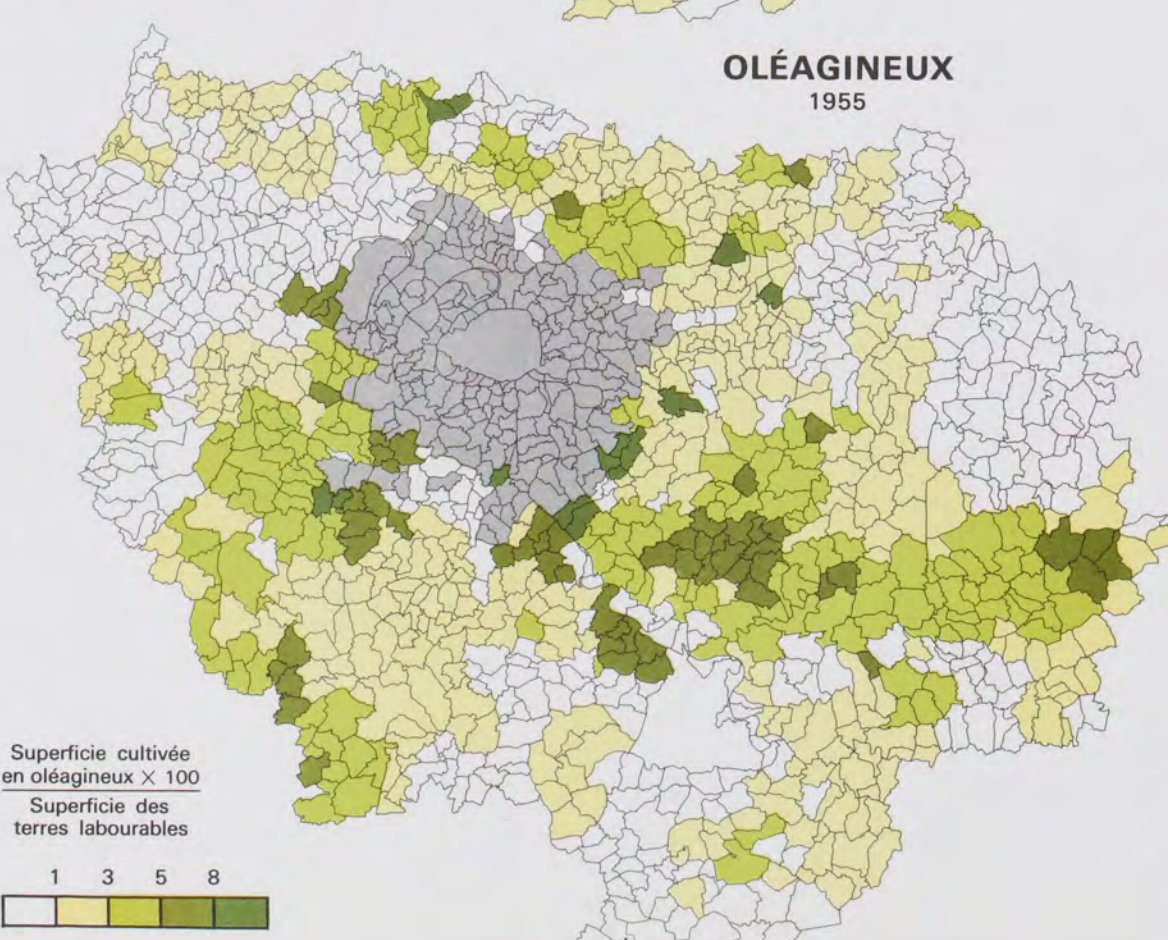 OLÉAGINEUX
1955
Superficie cultivée
en oléagineux × 100
Superficie des
terres labourables
1 3 5 8